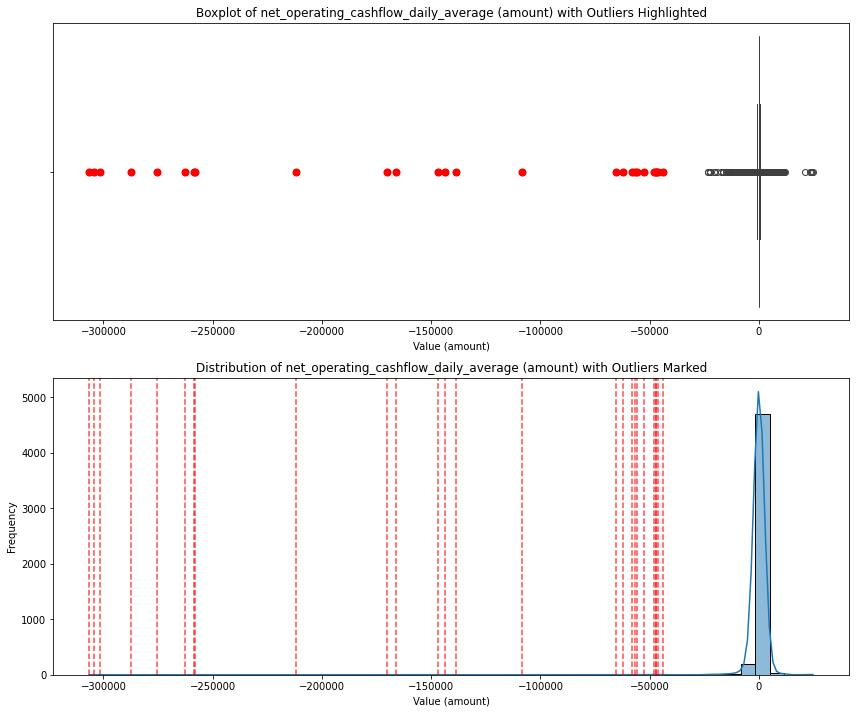 Boxplot of net_operating_cashflow_daily_average (amount) with Outliers Highlighted
−300000 −250000 −200000 −150000 −100000 −50000 0
Value (amount)
Distribution of net_operating_cashflow_daily_average (amount) with Outliers Marked
5000
4000
3000
2000
1000
0
Frequency
−300000 −250000 −200000 −150000 −100000 −50000 0
Value (amount)